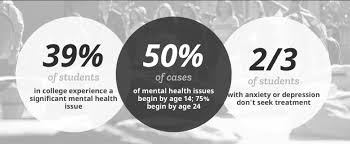 39%
of students
in college experience a
significant mental health
issue
50%
of cases
of mental health issues
begin by age 14; 75%
begin by age 24
2/3
of students
with anxiety or depression
don't seek treatment